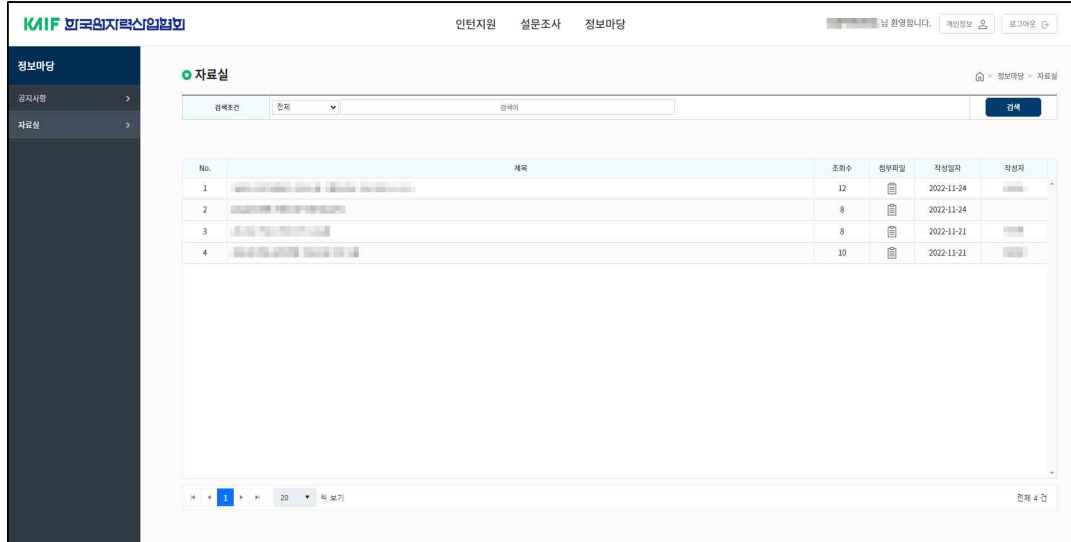 KAIF 한국원자력산업협회
인턴지원 설문조사 정보마당
님 환영합니다. 개인정보 로그아웃
정보마당
공지사항
자료실
자료실
> 정보마당 > 자료실
검색조건 전체 검색어 검색
No. 제목 조회수 첨부파일 작성일자 작성자
1 12 2022-11-24
2 8 2022-11-24
3 8 2022-11-21
4 10 2022-11-21
1 20 씩 보기 전체 4 건